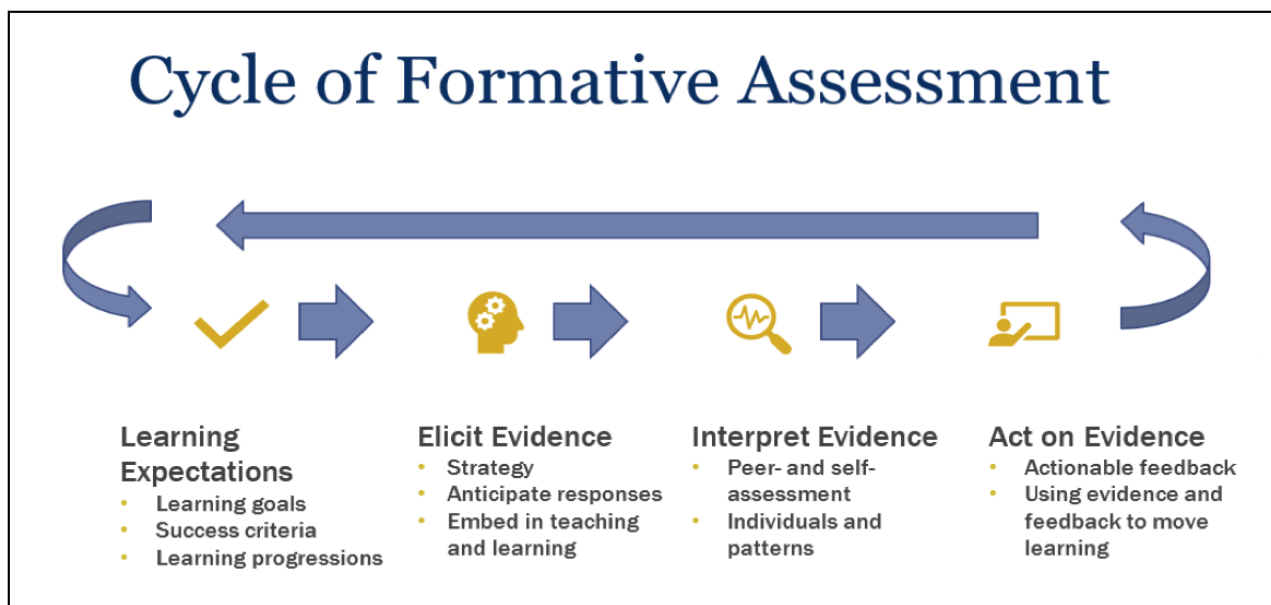 Cycle of Formative Assessment
Learning
Expectations
• Learning goals
• Success criteria
• Learning progressions
Elicit Evidence
• Strategy
• Anticipate responses
• Embed in teaching
and learning
Interpret Evidence
• Peer- and self-
assessment
• Individuals and
patterns
Act on Evidence
• Actionable feedback
• Using evidence and
feedback to move
learning